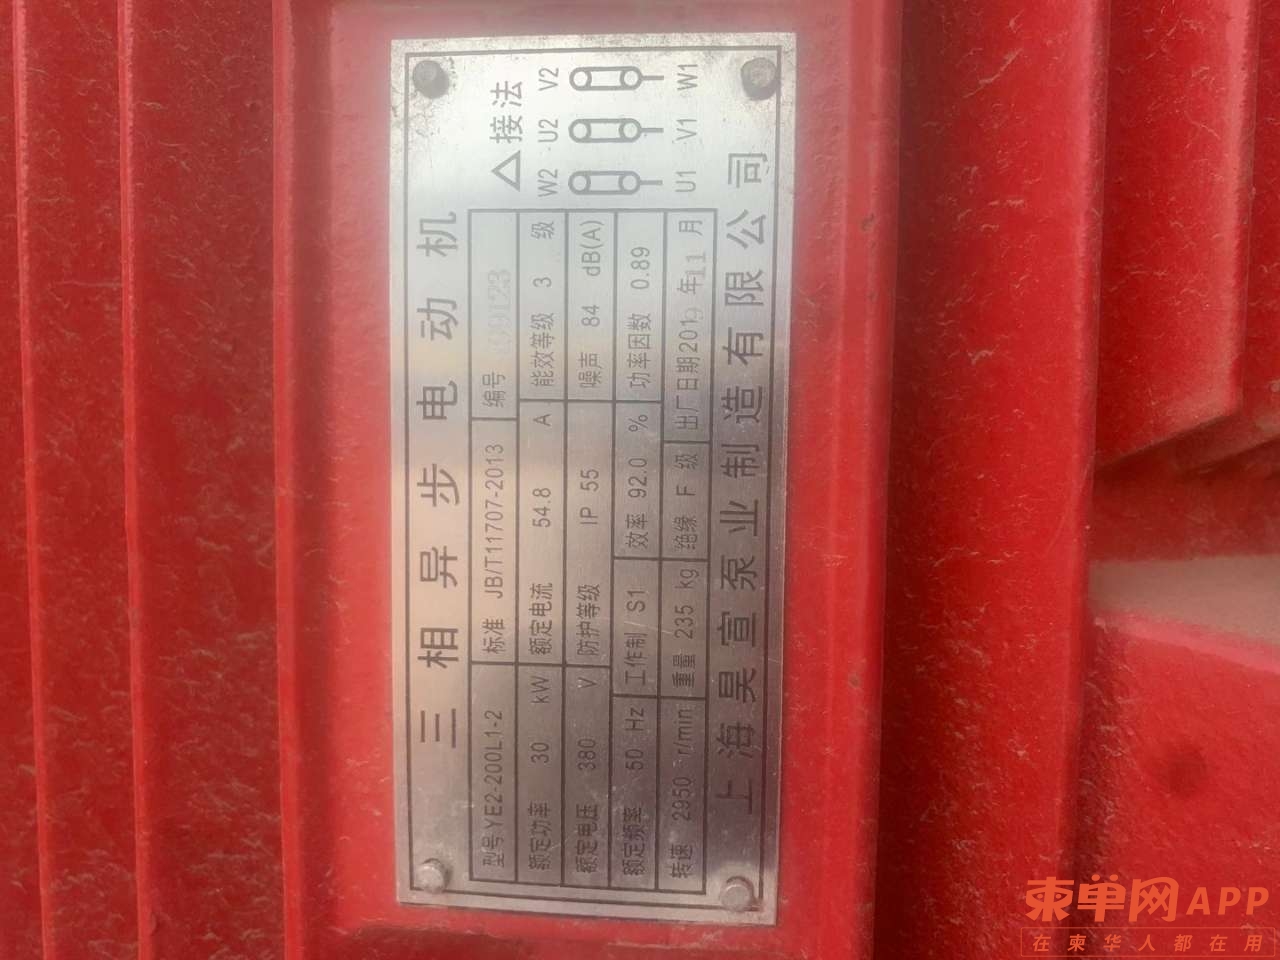 三相异步电动机
型号 YE2-200L1-2 标准 JB/T11707-2013 编号
额定功率 30 kW 额定电流 54.8 A 能效等级 3 级
额定电压 380 V 防护等级 IP 55 噪声 84 dB(A)
额定频率 50 Hz 工作制 S1 效率 92.0 % 功率因数 0.89
转速 2950 r/min 重量 235 kg 绝缘 F 级 出厂日期 2019 年 11 月
△接法
W2 U2 V2
U1 V1 W1
上海昊宣泵业制造有限公司
柬单网APP
在柬华人都在用